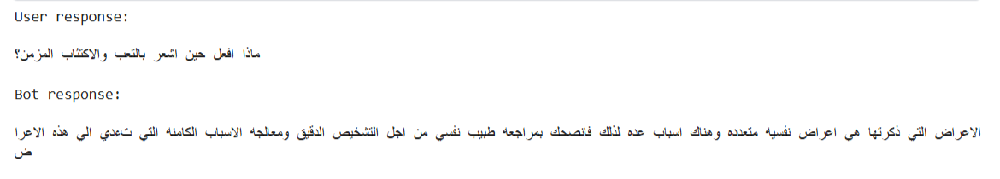 User response:
ماذا افعل حين اشعر بالتعب والاكتئاب المزمن؟
Bot response:
الاعراض التي ذكرتها هي اعراض نفسيه متعدده وهناك اسباب عده لذلك فانصحك بمراجعه طبيب نفسي من اجل التشخيص الدقيق ومعالجه الاسباب الكامنه التي تءدي الي هذه الاعرا
ض